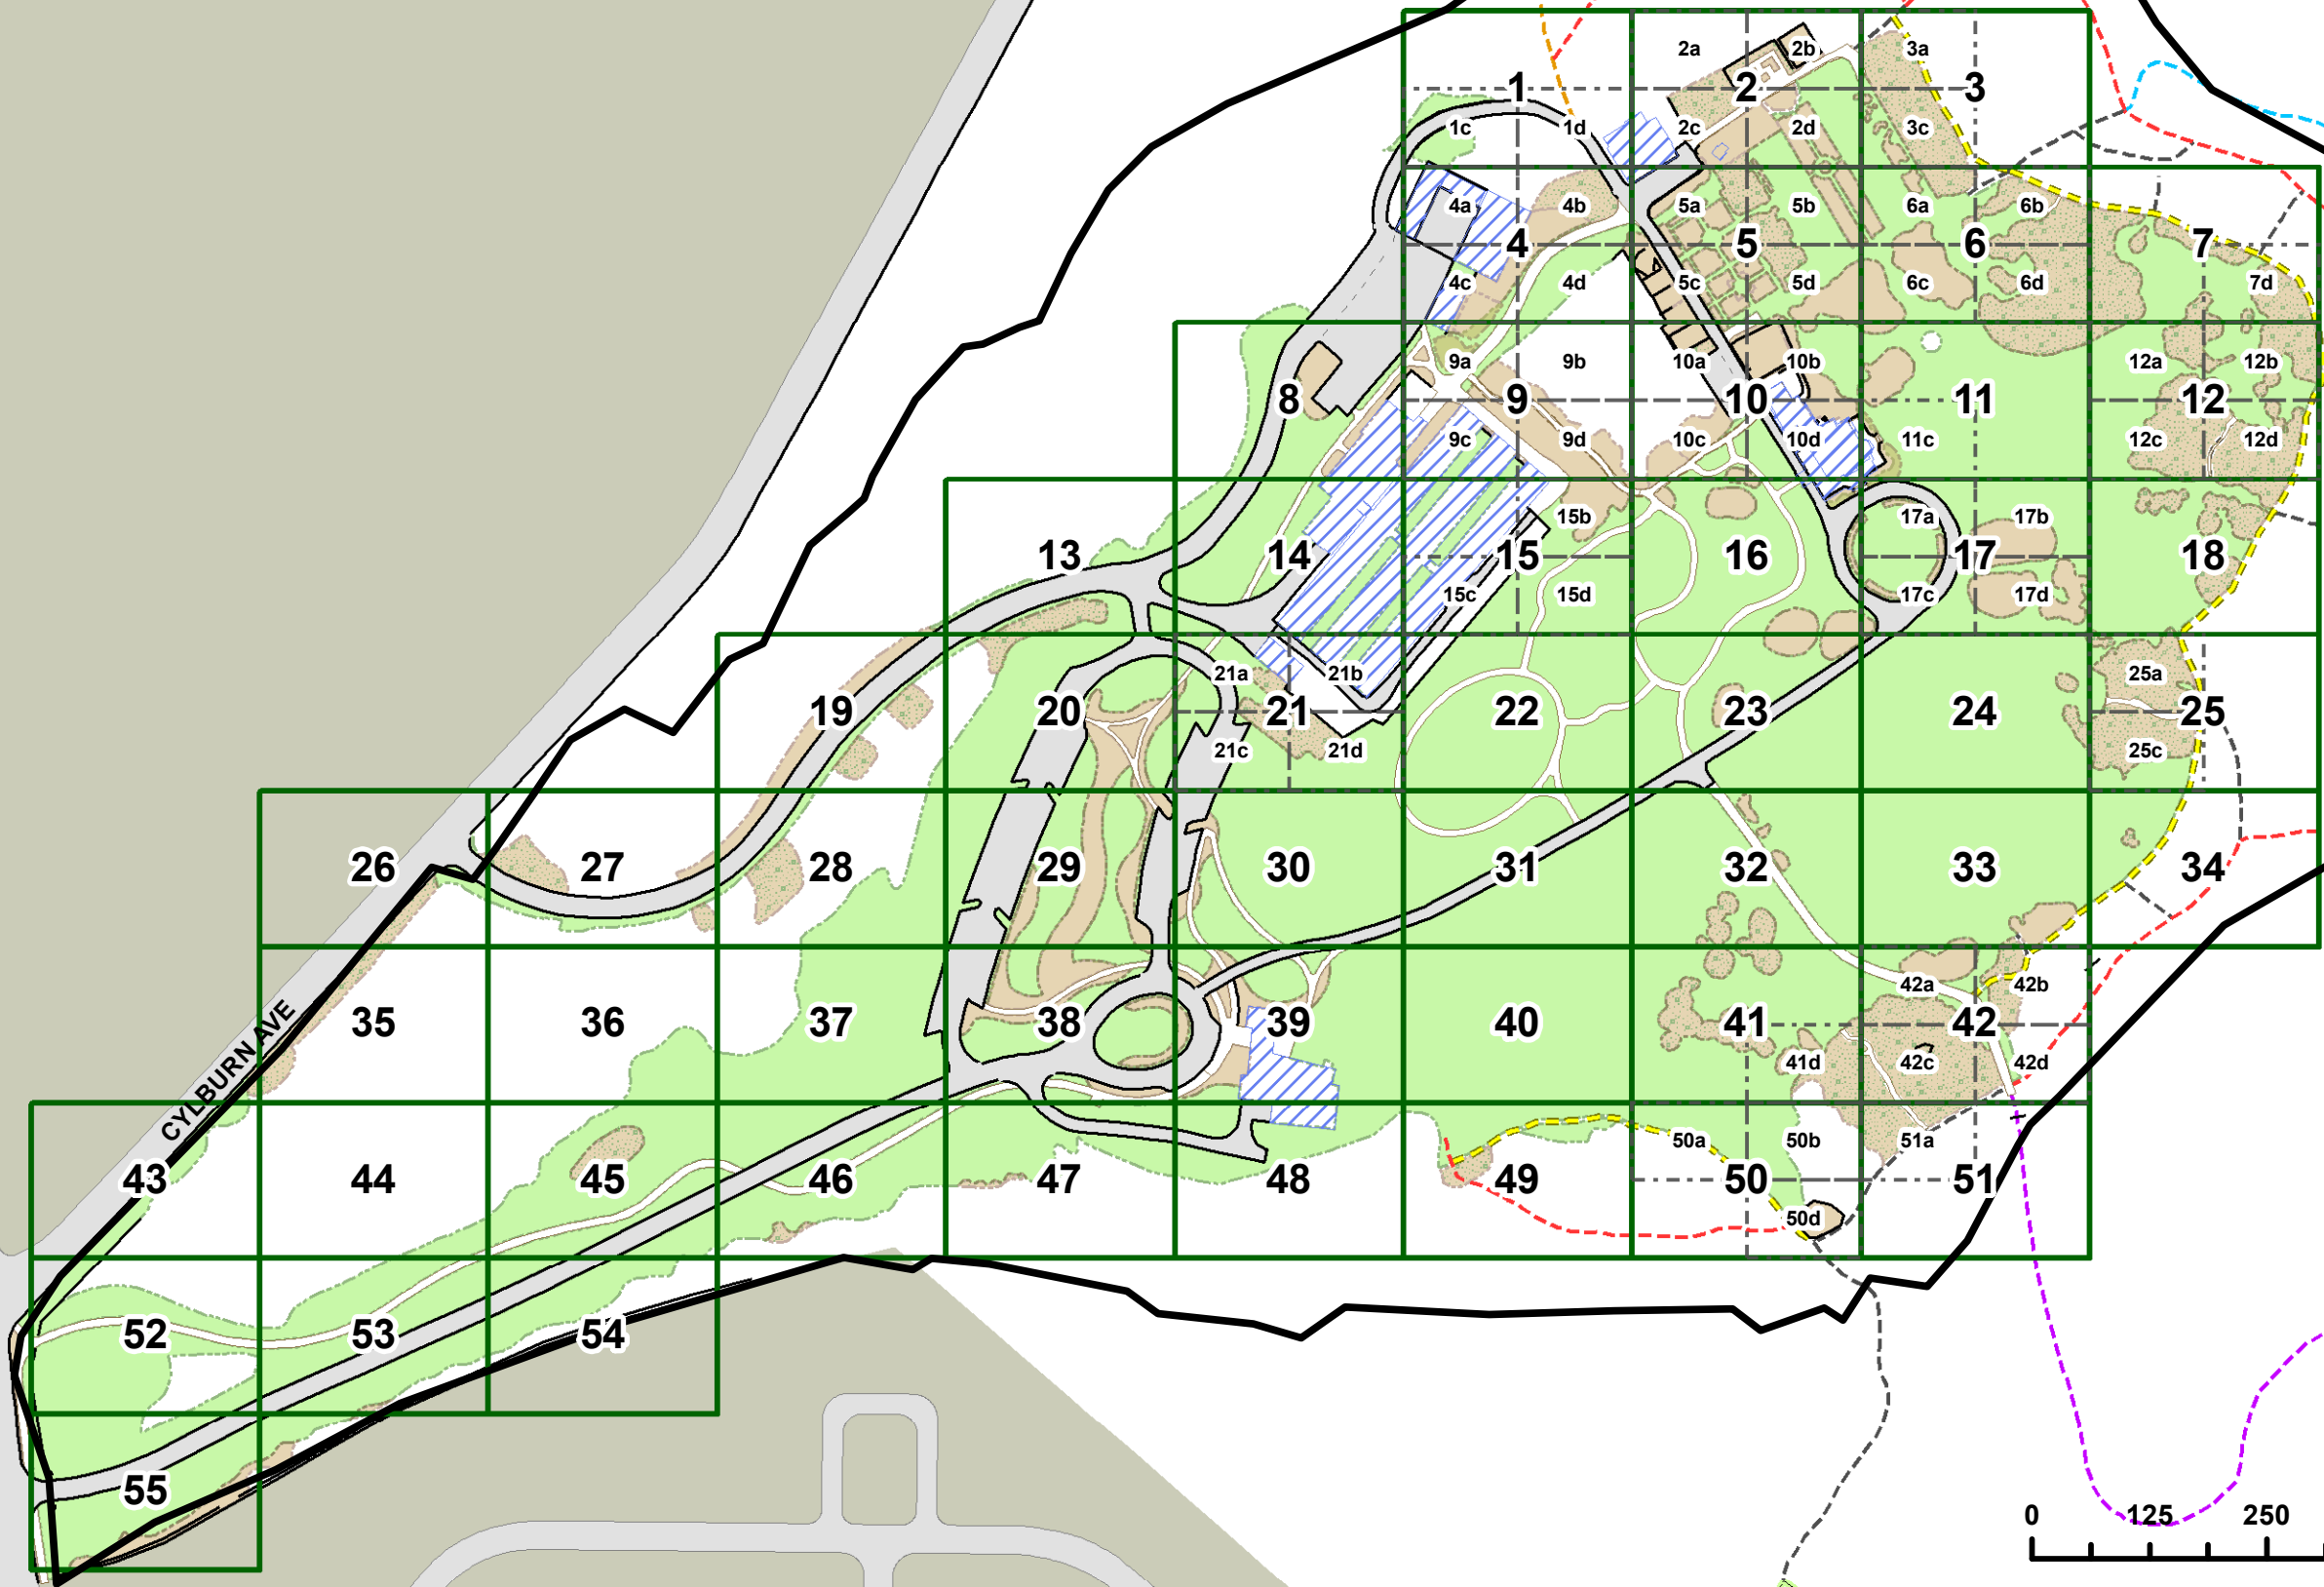 2a 2b 3a
1 2 3
1c 1d 2c 2d 3c
4a 4b 5a 5b 6a 6b
4 5 6 7
4c 4d 5c 5d 6c 6d 7d
9a 9b 10a 10b 12a 12b
8 9 10 11 12
9c 9d 10c 10d 11c 12c 12d
15b 17a 17b
13 14 15 16 17 18
15c 15d 17c 17d
21a 21b 25a
19 20 21 22 23 24 25
21c 21d 25c
26 27 28 29 30 31 32 33 34
42a 42b
35 36 37 38 39 40 41 42
41d 42c 42d
CYLBURN AVE
50a 50b 51a
43 44 45 46 47 48 49 50 51
50d
52 53 54
55
0 125 250